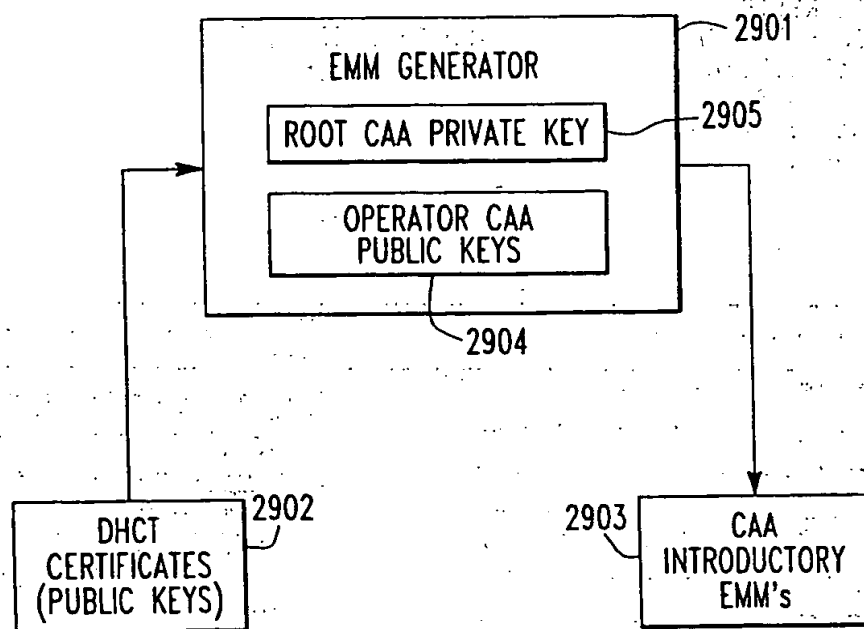 2901
EMM GENERATOR
ROOT CAA PRIVATE KEY
2905
OPERATOR CAA
PUBLIC KEYS
2904
2902
DHCT
CERTIFICATES
(PUBLIC KEYS)
2903
CAA
INTRODUCTORY
EMM's